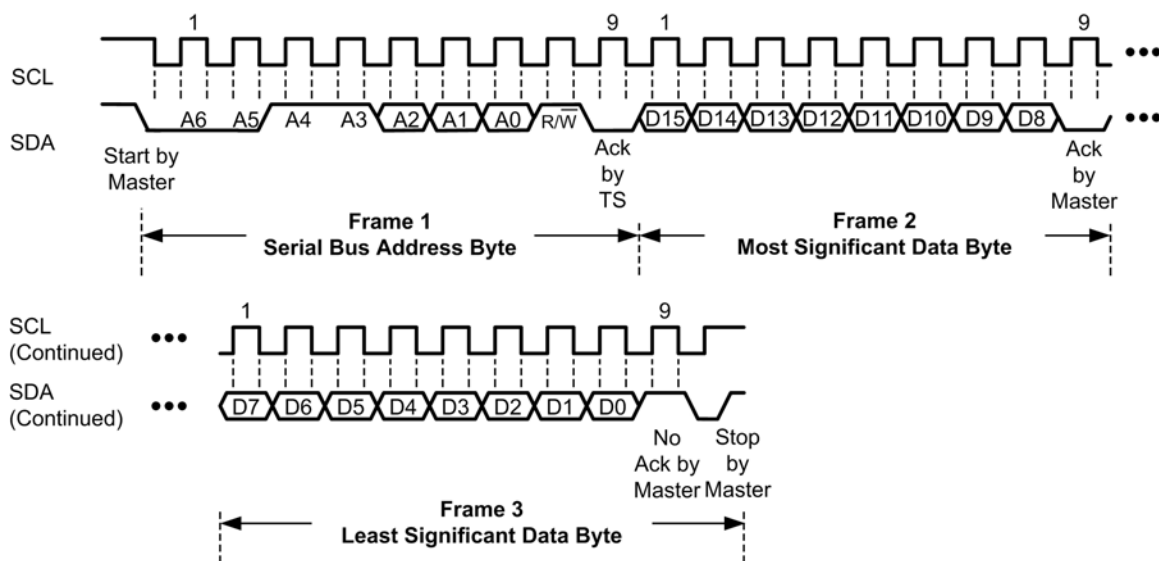 1 9 1 9
SCL
A6 A5 A4 A3 A2 A1 A0 R/W̅ D15 D14 D13 D12 D11 D10 D9 D8
SDA
Start by
Master
Ack
by
TS
Ack
by
Master
Frame 1
Serial Bus Address Byte
Frame 2
Most Significant Data Byte
1 9
SCL
(Continued)
SDA
(Continued)
D7 D6 D5 D4 D3 D2 D1 D0
No
Ack by
Master
Stop
by
Master
Frame 3
Least Significant Data Byte